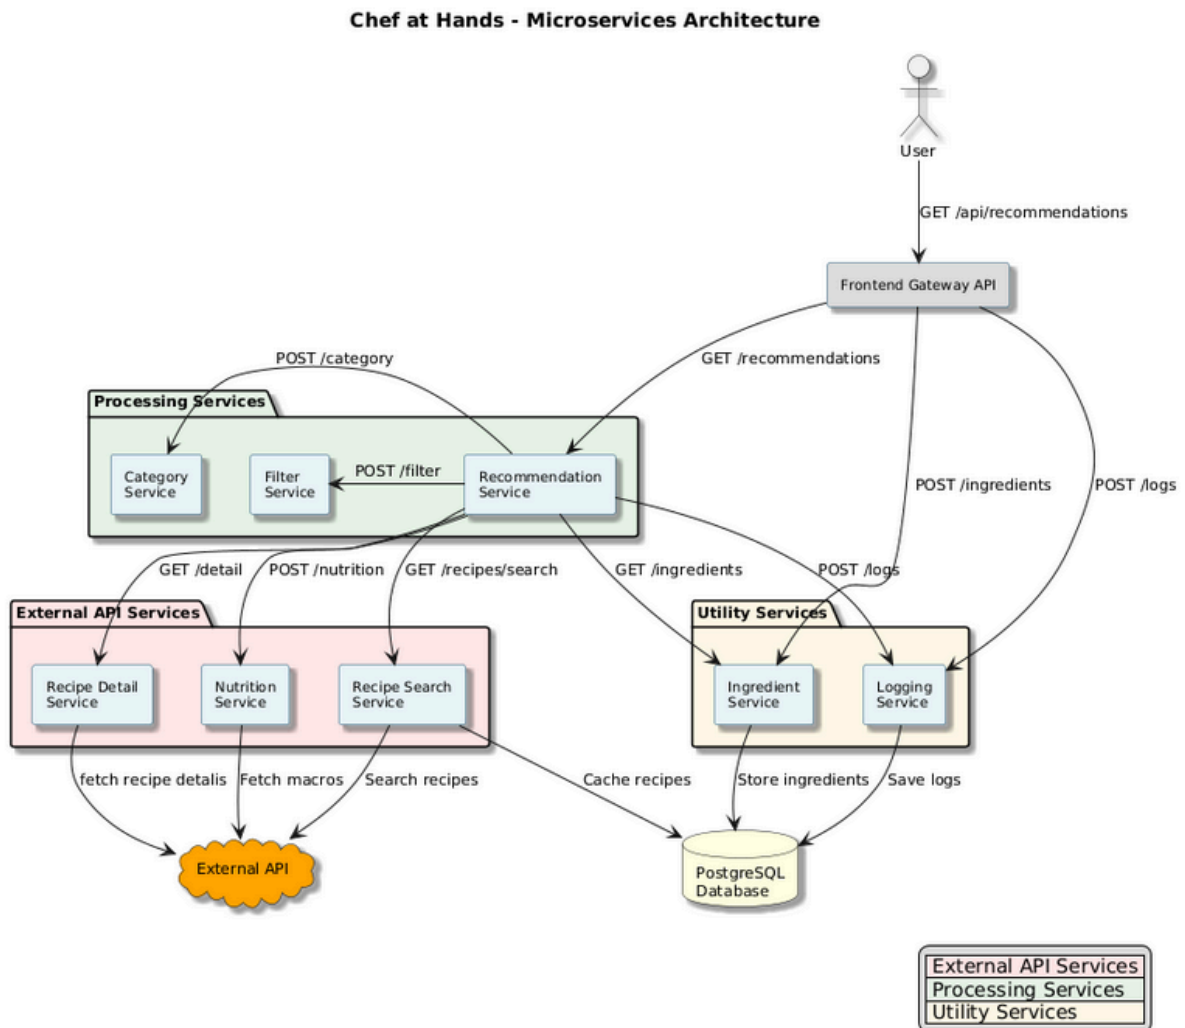 Chef at Hands - Microservices Architecture
User
GET /api/recommendations
Frontend Gateway API
POST /category
GET /recommendations
Processing Services
Category
Service
Filter
Service
POST /filter
Recommendation
Service
POST /ingredients
POST /logs
GET /detail
POST /nutrition
GET /recipes/search
GET /ingredients
POST /logs
External API Services
Utility Services
Recipe Detail
Service
Nutrition
Service
Recipe Search
Service
Ingredient
Service
Logging
Service
fetch recipe detalis
Fetch macros
Search recipes
Cache recipes
Store ingredients
Save logs
External API
PostgreSQL
Database
External API Services
Processing Services
Utility Services